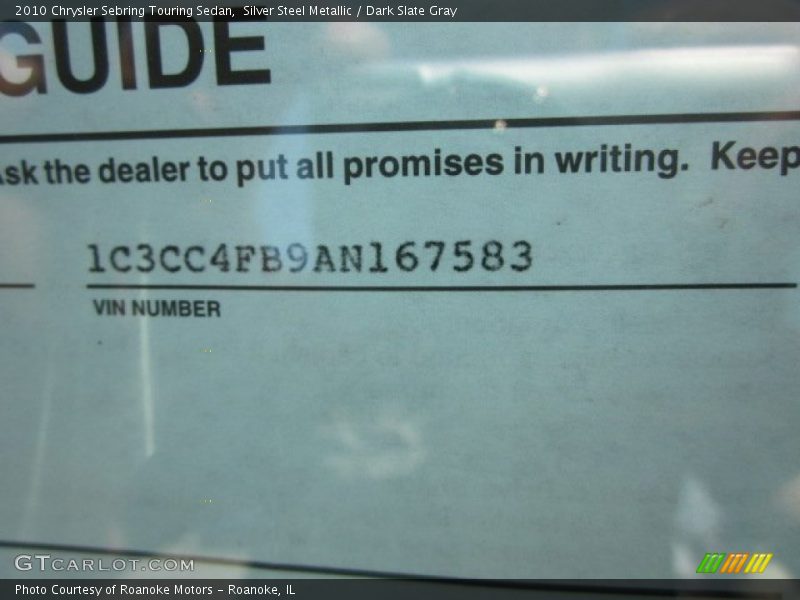 2010 Chrysler Sebring Touring Sedan, Silver Steel Metallic / Dark Slate Gray
GUIDE
Ask the dealer to put all promises in writing. Keep
1C3CC4FB9AN167583
VIN NUMBER
GTCARLOT.COM
Photo Courtesy of Roanoke Motors - Roanoke, IL